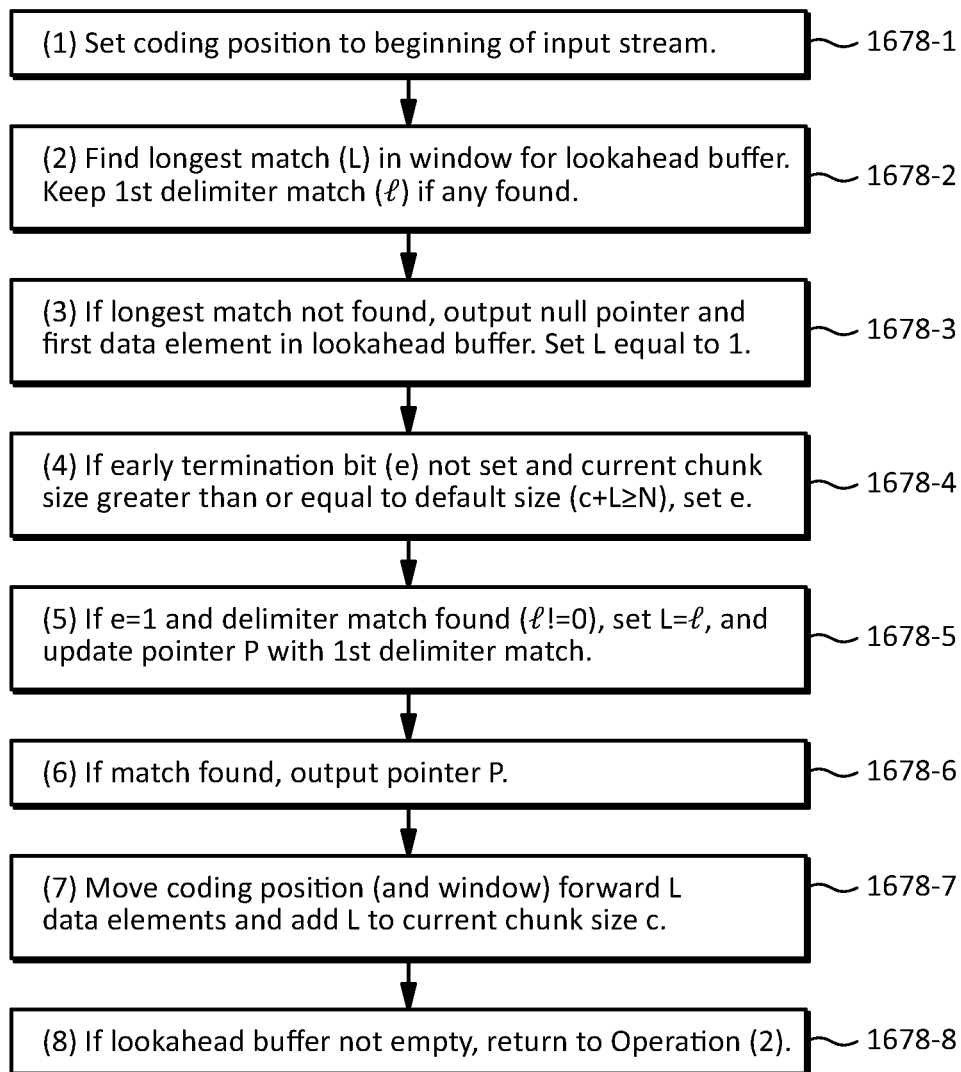 (1) Set coding position to beginning of input stream.
1678-1
(2) Find longest match (L) in window for lookahead buffer.
Keep 1st delimiter match (ℓ) if any found.
1678-2
(3) If longest match not found, output null pointer and
first data element in lookahead buffer. Set L equal to 1.
1678-3
(4) If early termination bit (e) not set and current chunk
size greater than or equal to default size (c+L≥N), set e.
1678-4
(5) If e=1 and delimiter match found (ℓ!=0), set L=ℓ, and
update pointer P with 1st delimiter match.
1678-5
(6) If match found, output pointer P.
1678-6
(7) Move coding position (and window) forward L
data elements and add L to current chunk size c.
1678-7
(8) If lookahead buffer not empty, return to Operation (2).
1678-8